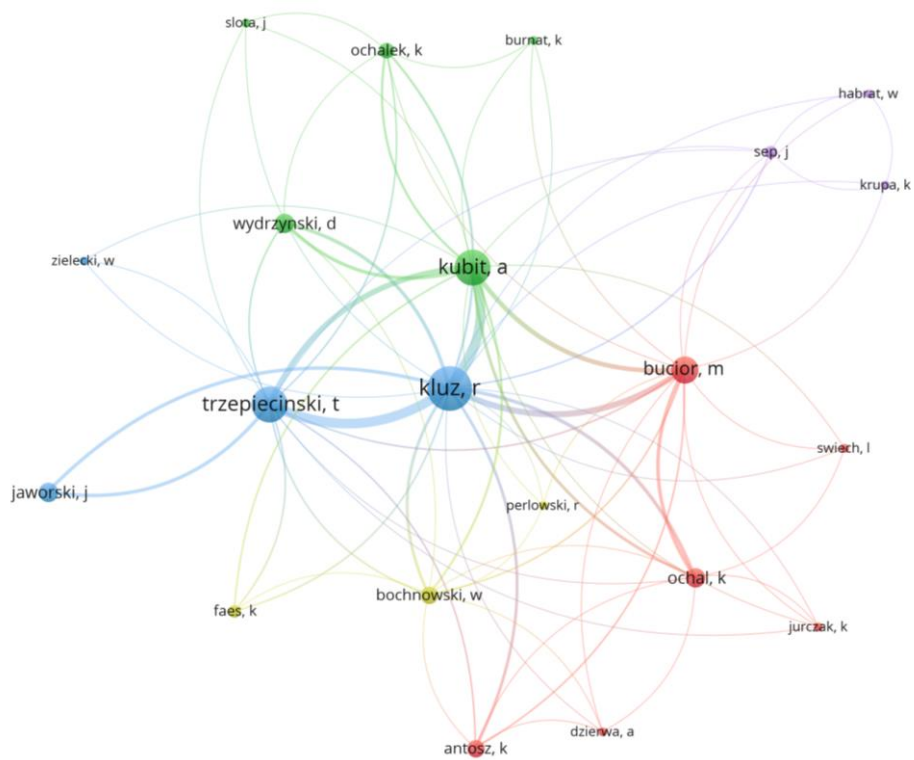 slota, j
ochalek, k
burnat, k
habrat, w
sep, j
krupa, k
wydrzynski, d
zielecki, w
kubit, a
bucior, m
kluz, r
trzepiecinski, t
swiech, l
jaworski, j
perlowski, r
ochal, k
bochnowski, w
faes, k
jurczak, k
dzierwa, a
antosz, k